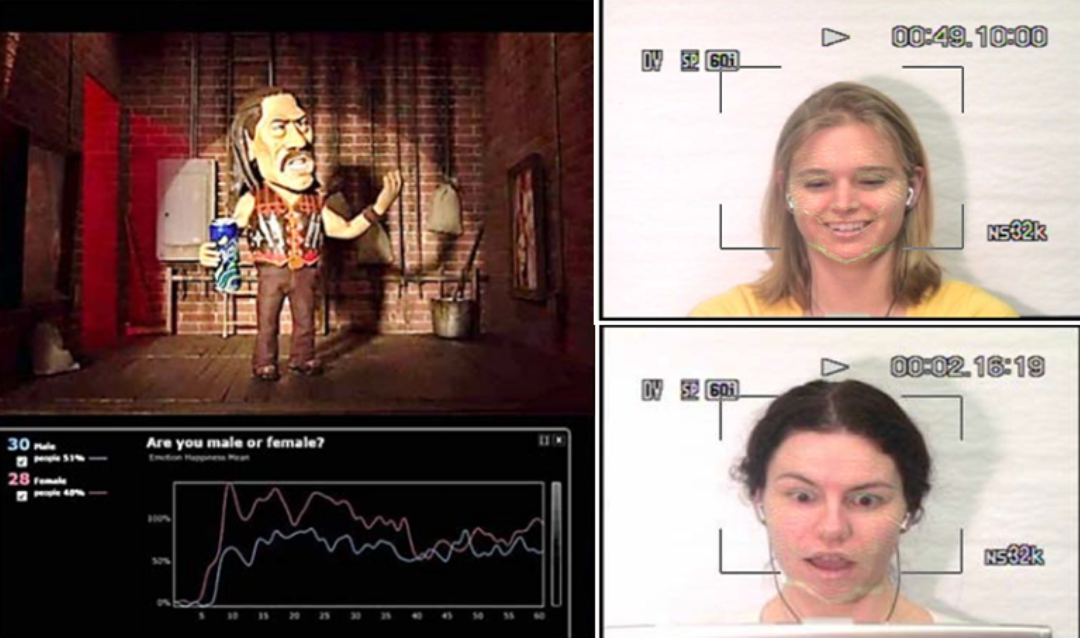 00:49.10:00
DV SP 60i
NS32k
00:02.16:19
DV SP 60i
NS32k
30 Male
people 51%
28 Female
people 48%
Are you male or female?
Emotion Happiness Mean
100%
50%
0%
5 10 15 20 25 30 35 40 45 50 55 60